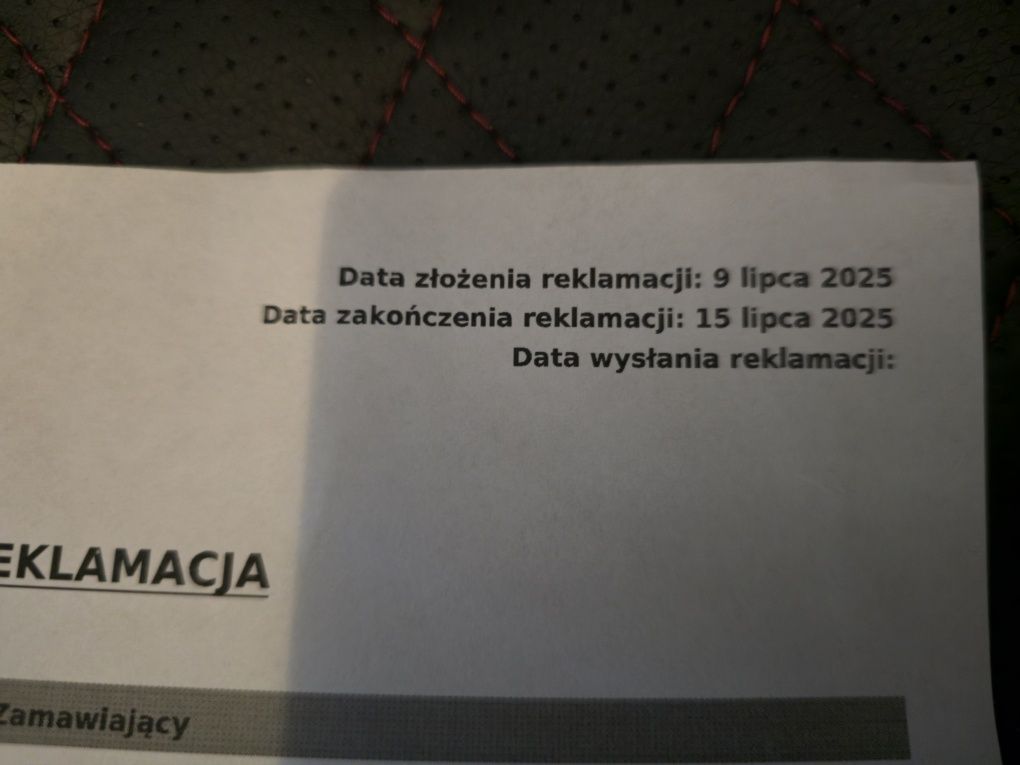 Data złożenia reklamacji: 9 lipca 2025
Data zakończenia reklamacji: 15 lipca 2025
Data wysłania reklamacji:
EKLAMACJA
Zamawiający